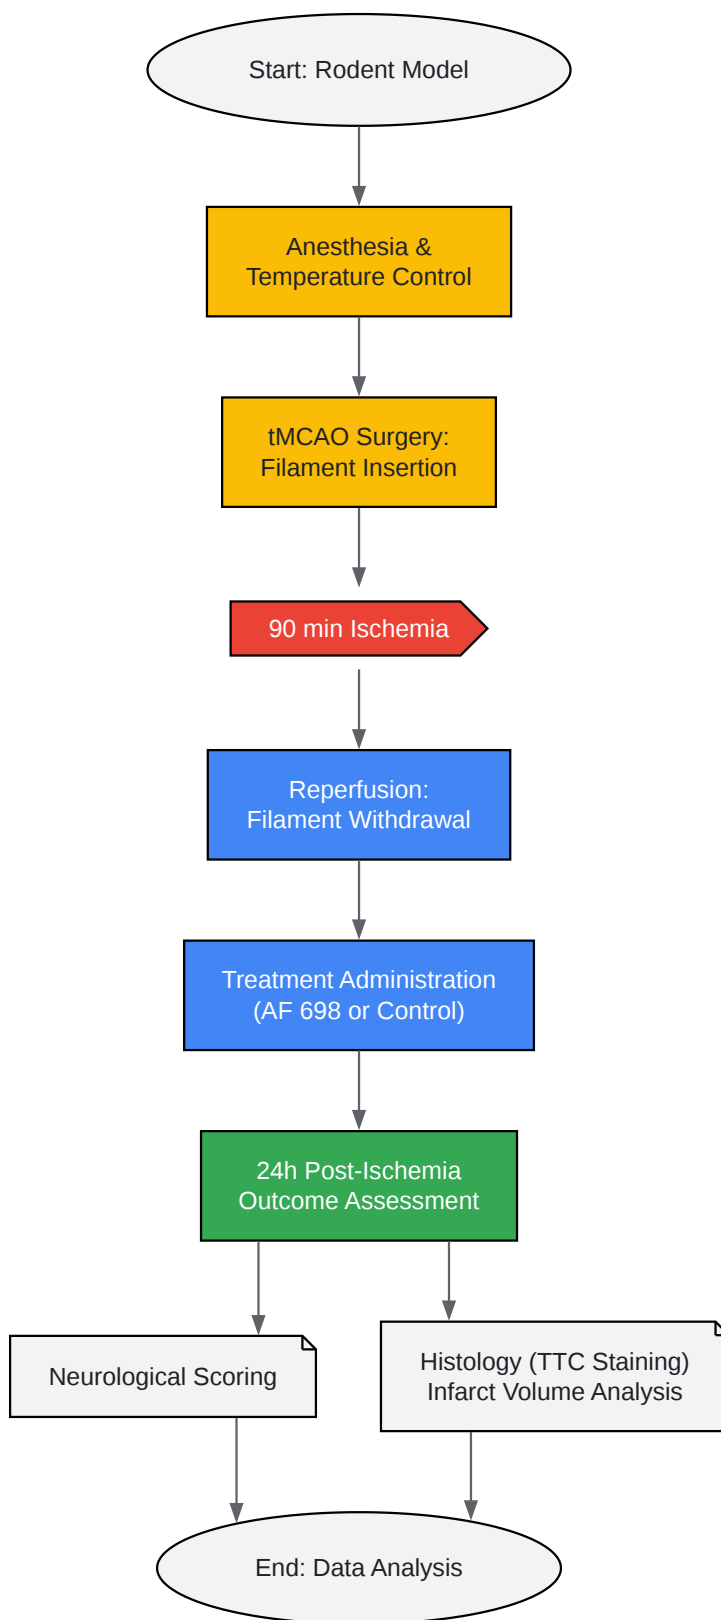 Start: Rodent Model
Anesthesia &
Temperature Control
tMCAO Surgery:
Filament Insertion
90 min Ischemia
Reperfusion:
Filament Withdrawal
Treatment Administration
(AF 698 or Control)
24h Post-Ischemia
Outcome Assessment
Neurological Scoring
Histology (TTC Staining)
Infarct Volume Analysis
End: Data Analysis